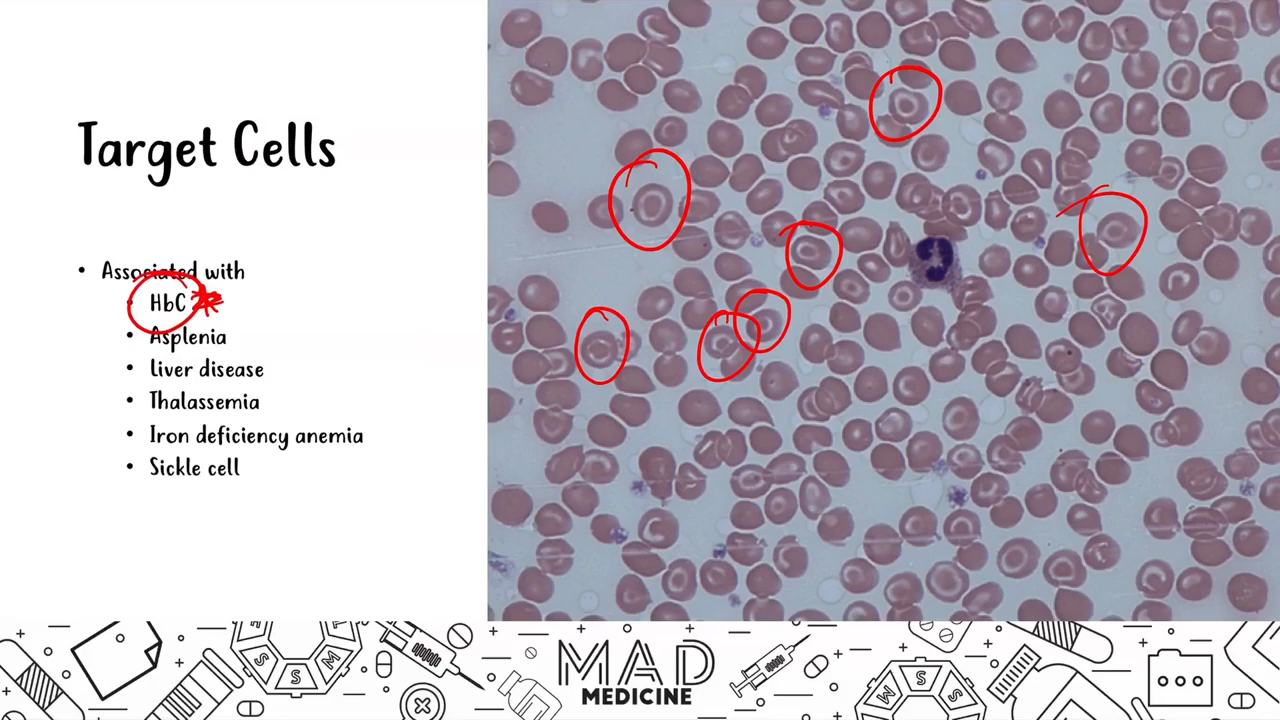 Target Cells
• Associated with
• HbC
• Asplenia
• Liver disease
• Thalassemia
• Iron deficiency anemia
• Sickle cell
MAD
MEDICINE